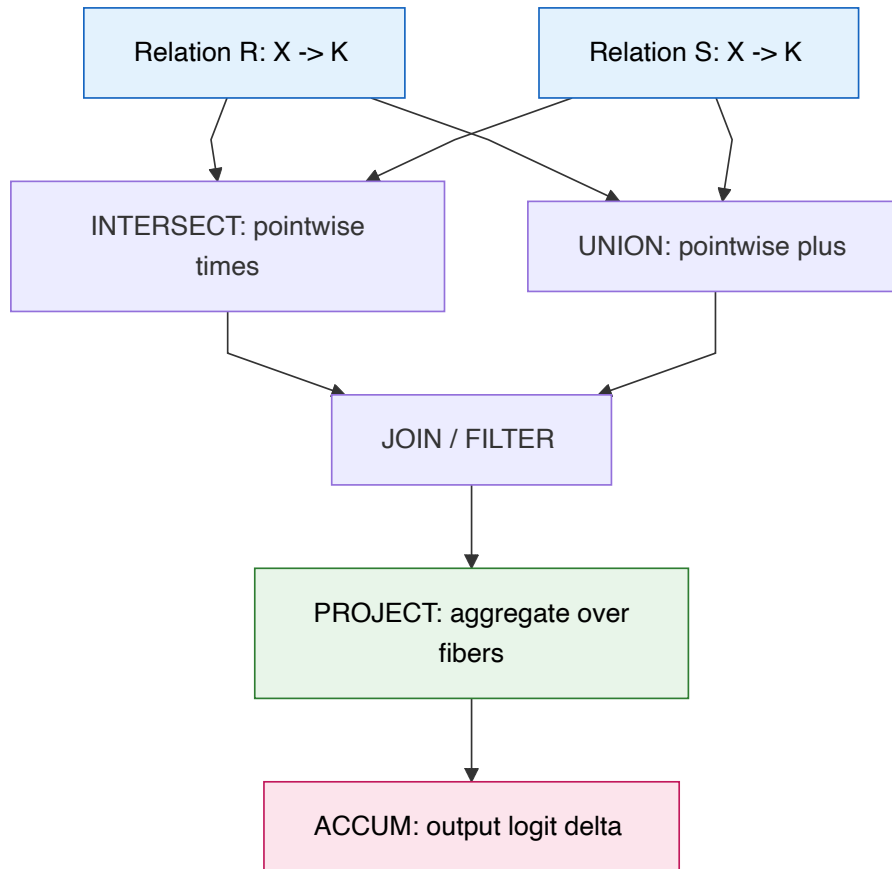 Relation R: X -> K
Relation S: X -> K
INTERSECT: pointwise
times
UNION: pointwise plus
JOIN / FILTER
PROJECT: aggregate over
fibers
ACCUM: output logit delta